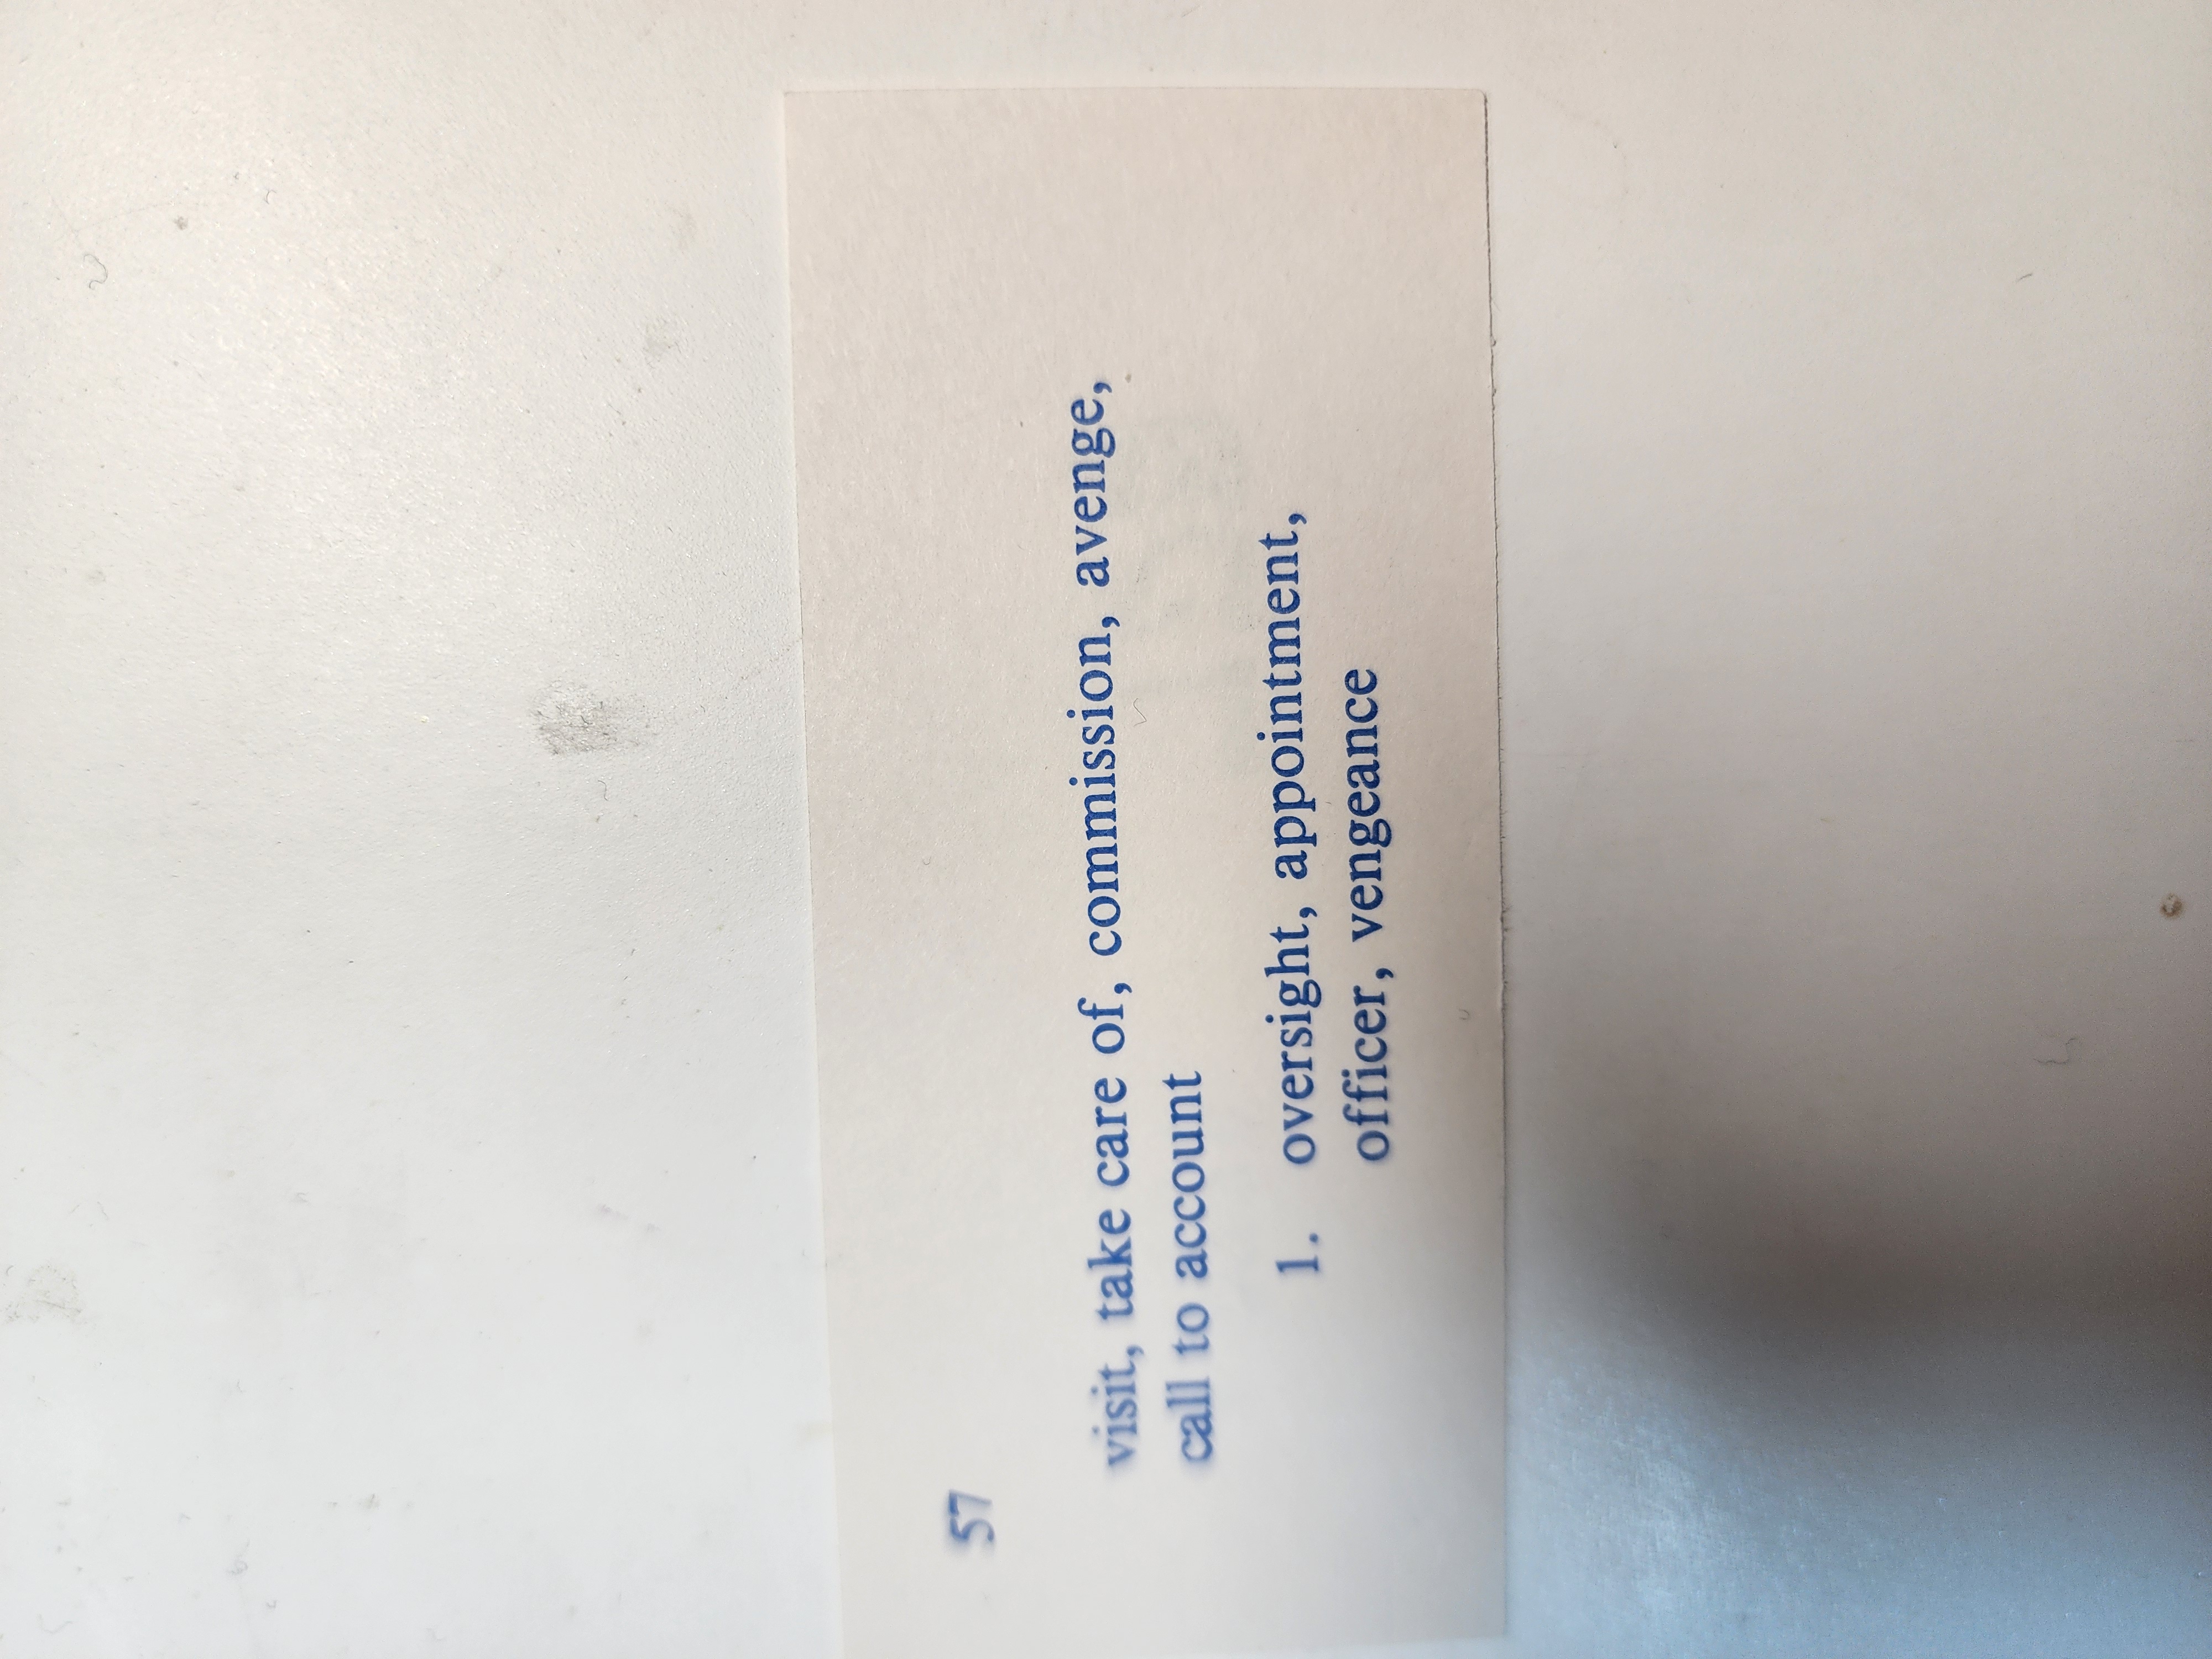 57
visit, take care of, commission, avenge,
call to account
1. oversight, appointment,
officer, vengeance